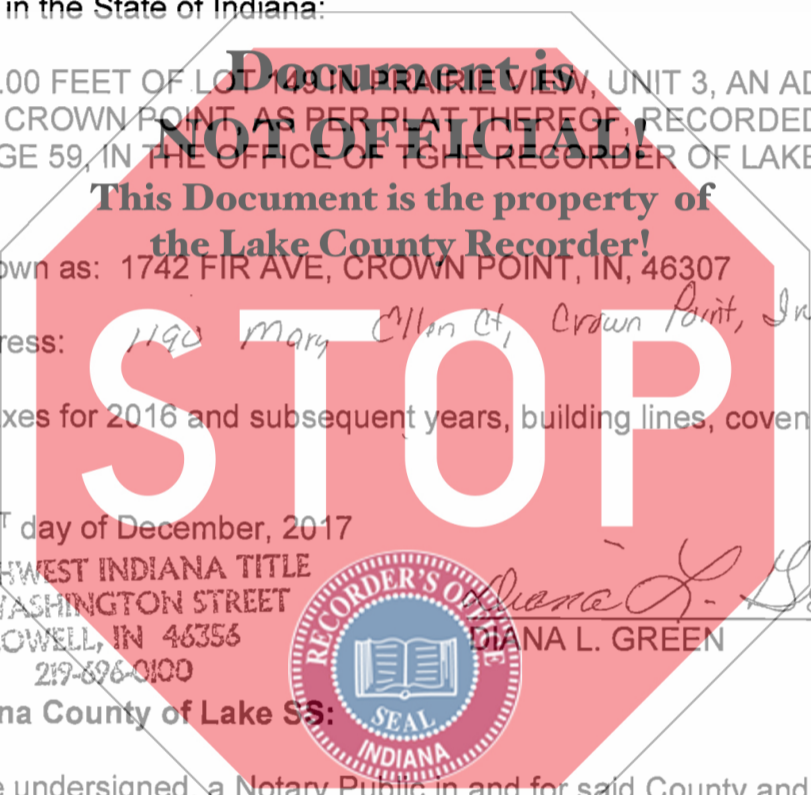 in the State of Indiana:
Document is
.00 FEET OF LOT 149 IN PRAIRIE VIEW, UNIT 3, AN AD
CROWN POINT, AS PER PLAT THEREOF, RECORDED
NOT OFFICIAL!
GE 59, IN THE OFFICE OF TGHE RECORDER OF LAKE
This Document is the property of
the Lake County Recorder!
own as: 1742 FIR AVE, CROWN POINT, IN, 46307
ress: 1190 Mary Ellen Ct, Crown Point, In
STOP
xes for 2016 and subsequent years, building lines, coven
T day of December, 2017
HWEST INDIANA TITLE
WASHINGTON STREET
OWELL, IN 46356
219-696-0100
Diana L. G
DIANA L. GREEN
RECORDER'S OFFICE
SEAL
INDIANA
na County of Lake SS:
e undersigned, a Notary Public in and for said County and